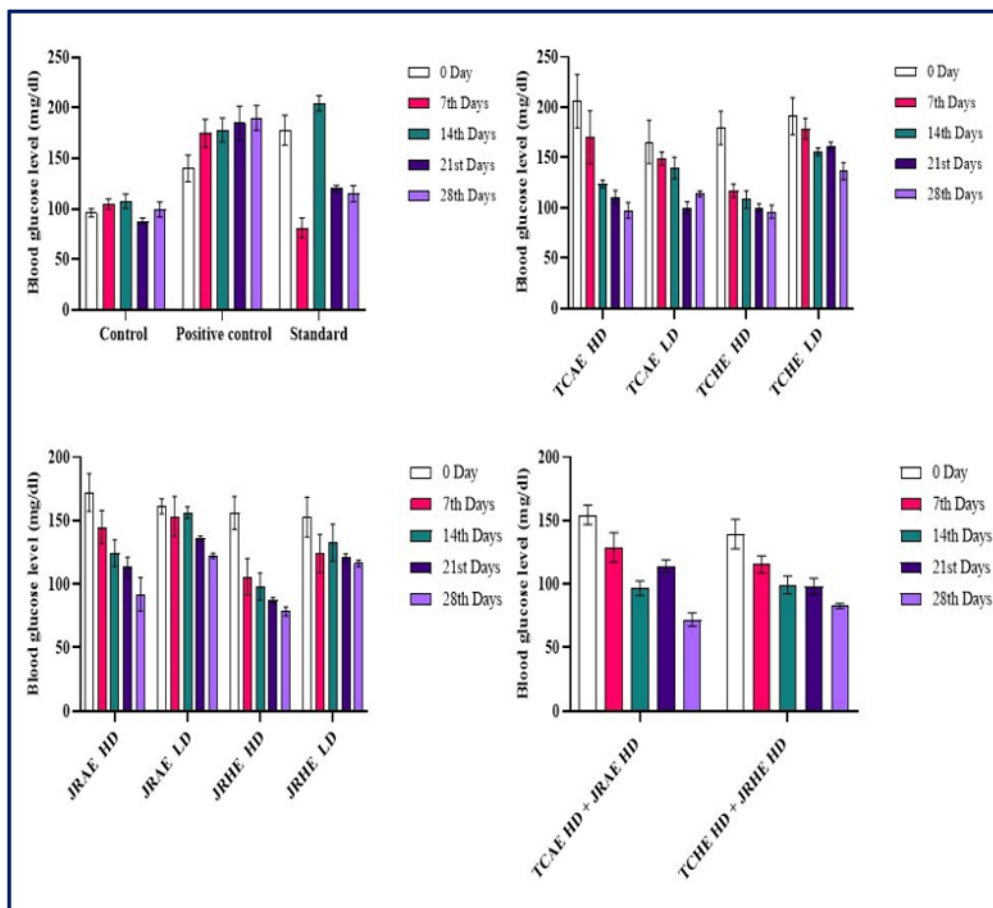 Blood glucose level (mg/dl)
250
200
150
100
50
0
Control
Positive control
Standard
0 Day
7th Days
14th Days
21st Days
28th Days
Blood glucose level (mg/dl)
250
200
150
100
50
0
TCAE HD
TCAE LD
TCHE HD
TCHE LD
0 Day
7th Days
14th Days
21st Days
28th Days
Blood glucose level (mg/dl)
200
150
100
50
0
JRAE HD
JRAE LD
JRHE HD
JRHE LD
0 Day
7th Days
14th Days
21st Days
28th Days
Blood glucose level (mg/dl)
200
150
100
50
0
TCAE HD + JRAE HD
TCHE HD + JRHE HD
0 Day
7th Days
14th Days
21st Days
28th Days